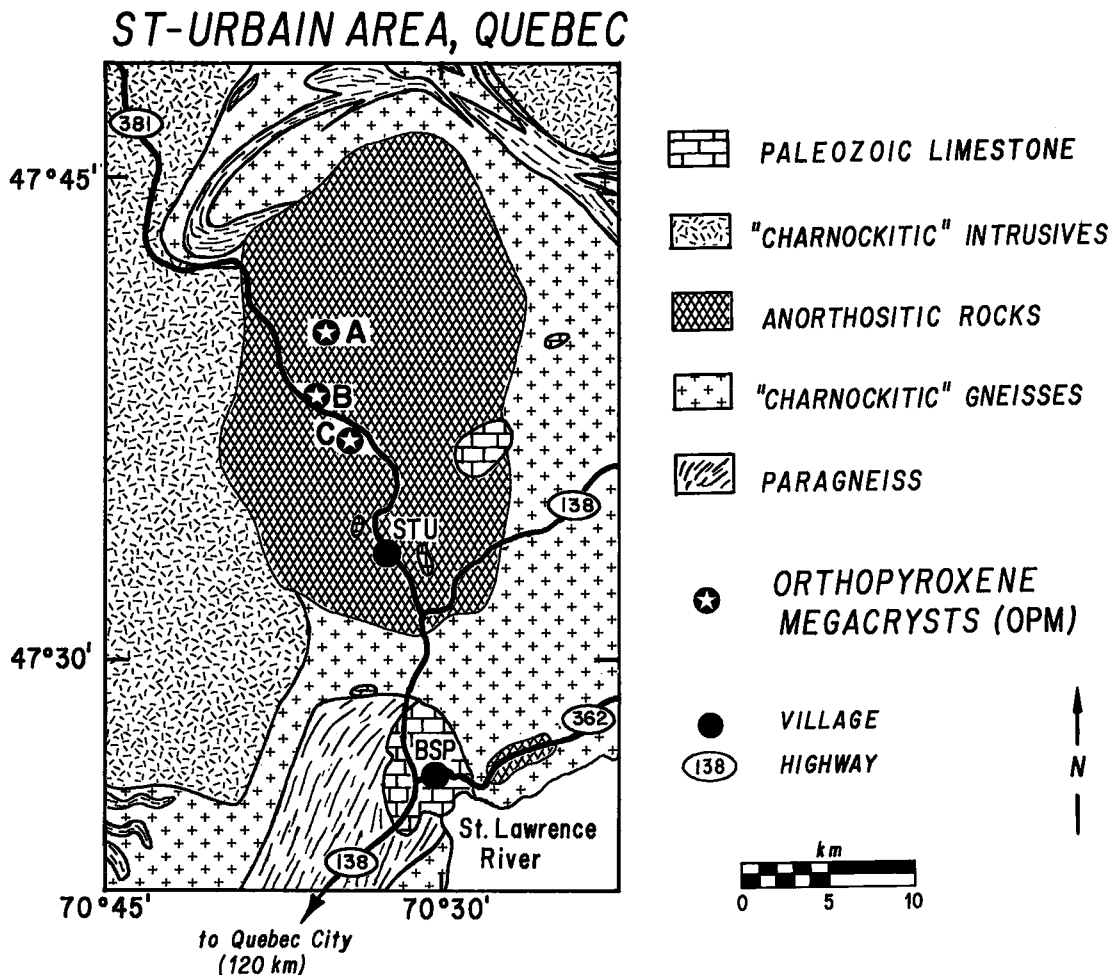 ST-URBAIN AREA, QUEBEC
381
47°45'
A
B
C
STU
138
47°30'
362
BSP
St. Lawrence
River
138
70°45'
70°30'
to Quebec City
(120 km)
PALEOZOIC LIMESTONE
"CHARNOCKITIC" INTRUSIVES
ANORTHOSITIC ROCKS
"CHARNOCKITIC" GNEISSES
PARAGNEISS
ORTHOPYROXENE
MEGACRYSTS (OPM)
VILLAGE
138 HIGHWAY
N
km
0 5 10